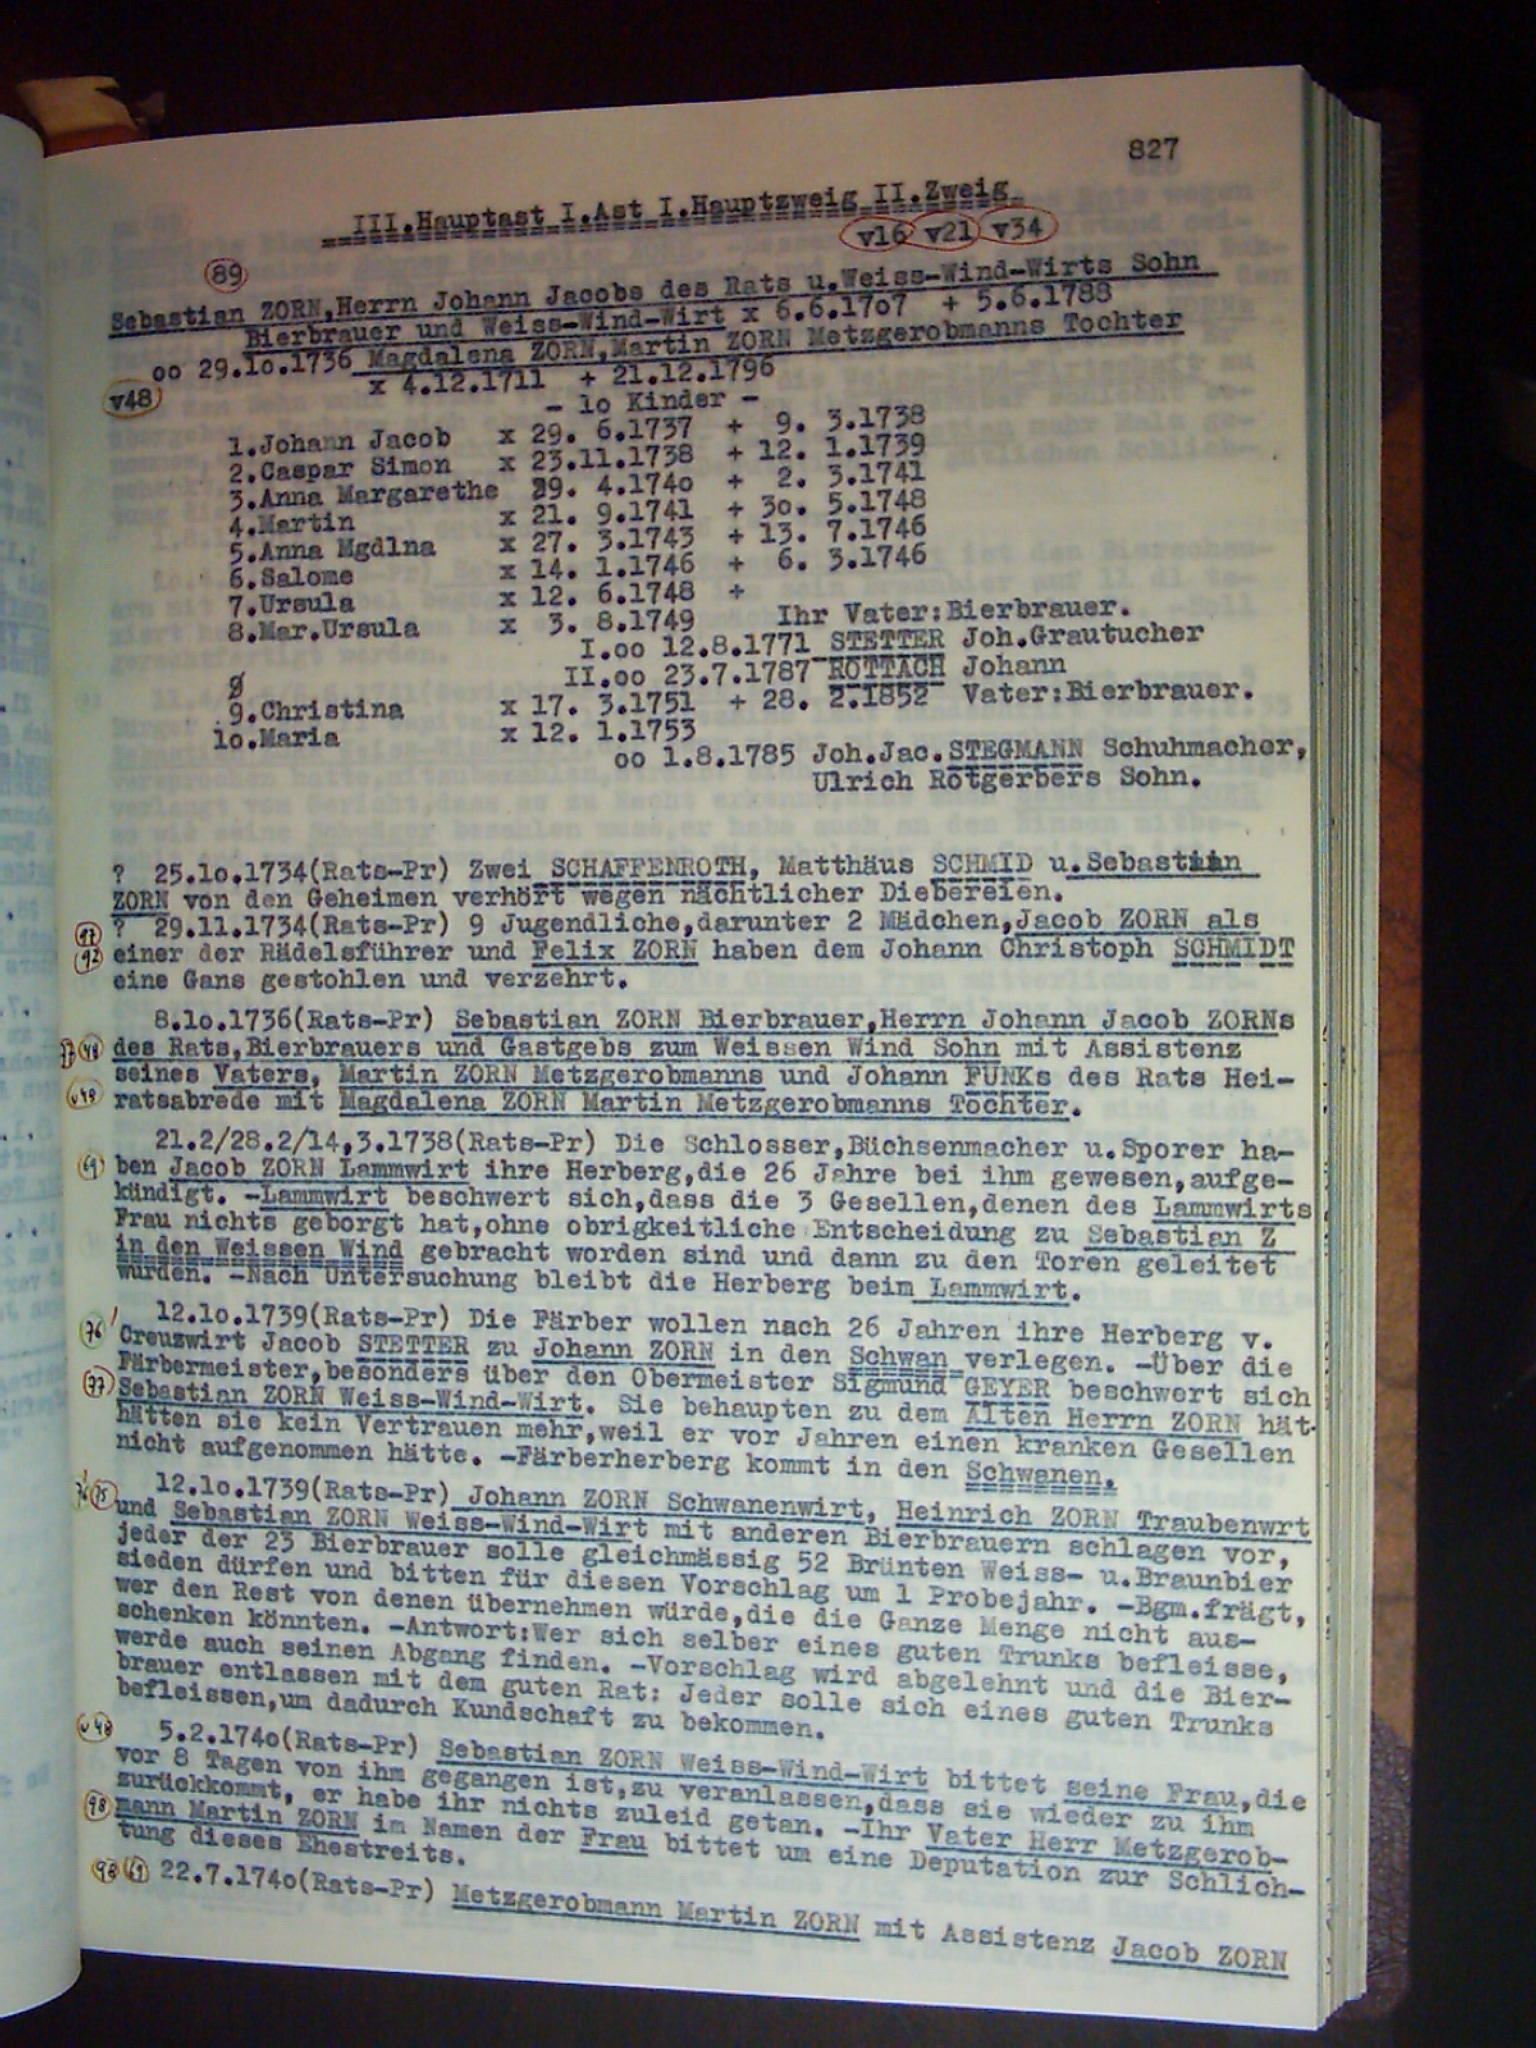 827
III.Hauptast I.Ast I.Hauptzweig II.Zweig
v16 v21 v34
89
Sebastian ZORN,Herrn Johann Jacobs des Rats u.Weiss-Wind-Wirts Sohn
Bierbrauer und Weiss-Wind-Wirt x 6.6.17o7 + 5.6.1788
oo 29.1o.1736 Magdalena ZORN,Martin ZORN Metzgerobmanns Tochter
v48 x 4.12.1711 + 21.12.1796
- 1o Kinder -
1.Johann Jacob x 29. 6.1737 + 9. 3.1738
2.Caspar Simon x 23.11.1738 + 12. 1.1739
3.Anna Margarethe 29. 4.174o + 2. 3.1741
4.Martin x 21. 9.1741 + 3o. 5.1748
5.Anna Mgdlna x 27. 3.1743 + 13. 7.1746
6.Salome x 14. 1.1746 + 6. 3.1746
7.Ursula x 12. 6.1748 +
8.Mar.Ursula x 3. 8.1749 Ihr Vater:Bierbrauer.
I.oo 12.8.1771 STETTER Joh.Grautucher
II.oo 23.7.1787 ROTTACH Johann
9.Christina x 17. 3.1751 + 28. 2.1852 Vater:Bierbrauer.
1o.Maria x 12. 1.1753
oo 1.8.1785 Joh.Jac.STEGMANN Schuhmacher,
Ulrich Rotgerbers Sohn.
? 25.1o.1734(Rats-Pr) Zwei SCHAFFENROTH, Matthäus SCHMID u.Sebastian
ZORN von den Geheimen verhört wegen nächtlicher Diebereien.
97 ? 29.11.1734(Rats-Pr) 9 Jugendliche,darunter 2 Mädchen,Jacob ZORN als
92 einer der Rädelsführer und Felix ZORN haben dem Johann Christoph SCHMIDT
eine Gans gestohlen und verzehrt.
8.1o.1736(Rats-Pr) Sebastian ZORN Bierbrauer,Herrn Johann Jacob ZORNs
des Rats,Bierbrauers und Gastgebs zum Weissen Wind Sohn mit Assistenz
seines Vaters, Martin ZORN Metzgerobmanns und Johann FUNKs des Rats Hei-
v48 ratsabrede mit Magdalena ZORN Martin Metzgerobmanns Tochter.
21.2/28.2/14,3.1738(Rats-Pr) Die Schlosser,Büchsenmacher u.Sporer ha-
69 ben Jacob ZORN Lammwirt ihre Herberg,die 26 Jahre bei ihm gewesen,aufge-
kündigt. -Lammwirt beschwert sich,dass die 3 Gesellen,denen des Lammwirts
Frau nichts geborgt hat,ohne obrigkeitliche Entscheidung zu Sebastian Z
in den Weissen Wind gebracht worden sind und dann zu den Toren geleitet
wurden. -Nach Untersuchung bleibt die Herberg beim Lammwirt.
12.1o.1739(Rats-Pr) Die Färber wollen nach 26 Jahren ihre Herberg v.
76 Creuzwirt Jacob STETTER zu Johann ZORN in den Schwan verlegen. -Über die
Färbermeister,besonders über den Obermeister Sigmund GEYER beschwert sich
77 Sebastian ZORN Weiss-Wind-Wirt. Sie behaupten zu dem Alten Herrn ZORN hät-
hätten sie kein Vertrauen mehr,weil er vor Jahren einen kranken Gesellen
nicht aufgenommen hätte. -Färberherberg kommt in den Schwanen.
76 75 12.1o.1739(Rats-Pr) Johann ZORN Schwanenwirt, Heinrich ZORN Traubenwrt
und Sebastian ZORN Weiss-Wind-Wirt mit anderen Bierbrauern schlagen vor,
jeder der 23 Bierbrauer solle gleichmässig 52 Brünten Weiss- u.Braunbier
sieden dürfen und bitten für diesen Vorschlag um 1 Probejahr. -Bgm.frägt,
wer den Rest von denen übernehmen würde,die die Ganze Menge nicht aus-
schenken könnten. -Antwort:Wer sich selber eines guten Trunks befleisse,
werde auch seinen Abgang finden. -Vorschlag wird abgelehnt und die Bier-
brauer entlassen mit dem guten Rat: Jeder solle sich eines guten Trunks
befleissen,um dadurch Kundschaft zu bekommen.
v48 5.2.174o(Rats-Pr) Sebastian ZORN Weiss-Wind-Wirt bittet seine Frau,die
vor 8 Tagen von ihm gegangen ist,zu veranlassen,dass sie wieder zu ihm
zurückkommt, er habe ihr nichts zuleid getan. -Ihr Vater Herr Metzgerob-
98 mann Martin ZORN im Namen der Frau bittet um eine Deputation zur Schlich-
tung dieses Ehestreits.
98 69 22.7.174o(Rats-Pr) Metzgerobmann Martin ZORN mit Assistenz Jacob ZORN